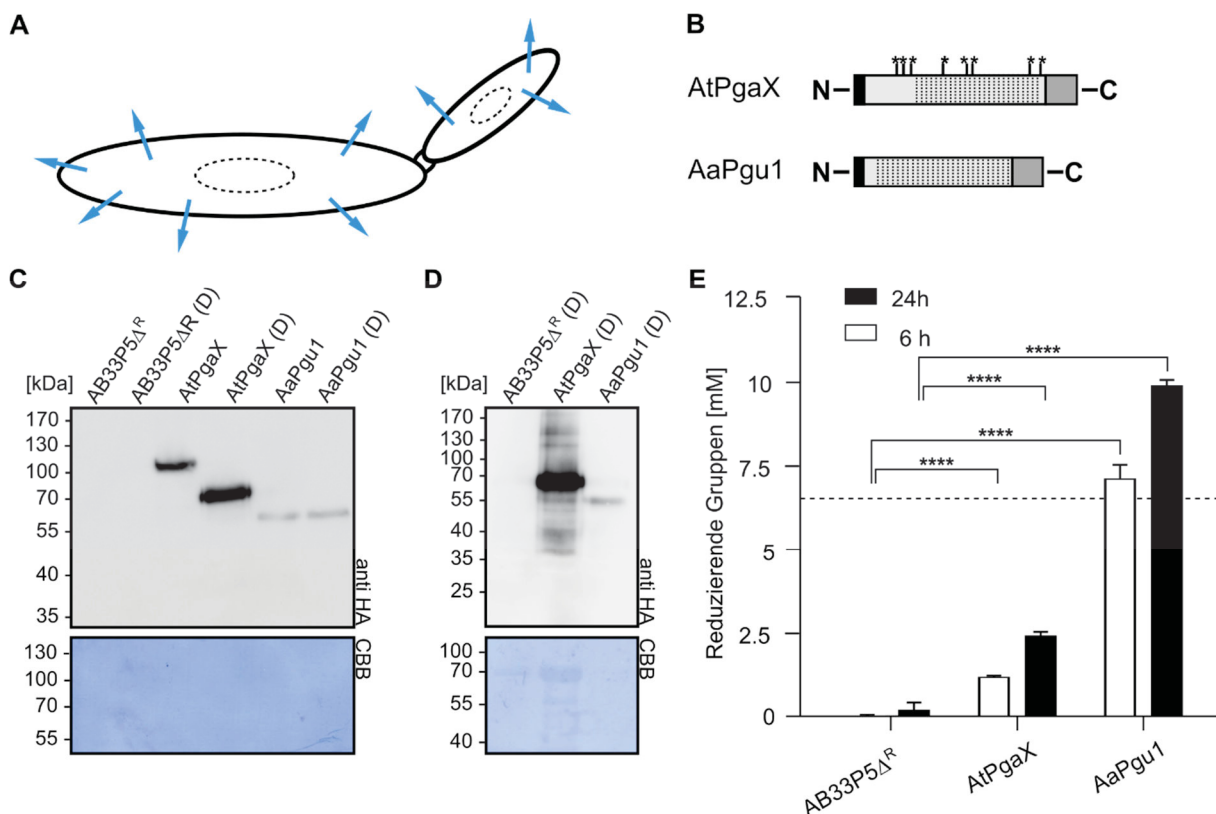 A
B
*** * ** **
AtPgaX N C
AaPgu1 N C
C
AB33P5Δᴿ
AB33P5ΔR (D)
AtPgaX
AtPgaX (D)
AaPgu1
AaPgu1 (D)
[kDa]
170
130
100
70
55
40
35
anti HA
130
100
70
55
CBB
D
AB33P5Δᴿ (D)
AtPgaX (D)
AaPgu1 (D)
[kDa]
170
130
100
70
55
40
35
25
anti HA
100
70
55
40
CBB
E
24h
6 h
Reduzierende Gruppen [mM]
12.5
10
7.5
5
2.5
0
****
****
****
****
AB33P5Δᴿ
AtPgaX
AaPgu1